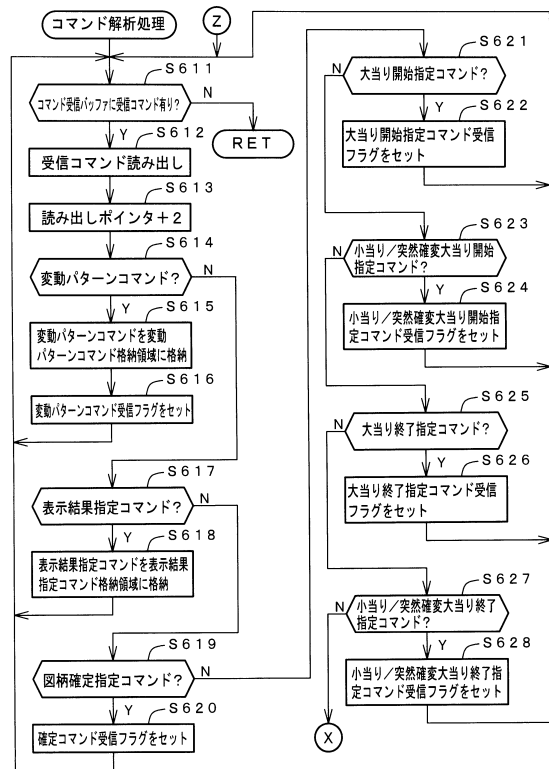 コマンド解析処理
Z
S611
コマンド受信バッファに受信コマンド有り?
N
RET
Y
S612
受信コマンド読み出し
S613
読み出しポインタ+2
S614
変動パターンコマンド?
N
Y
S615
変動パターンコマンドを変動
パターンコマンド格納領域に格納
S616
変動パターンコマンド受信フラグをセット
S617
表示結果指定コマンド?
N
Y
S618
表示結果指定コマンドを表示結果
指定コマンド格納領域に格納
S619
図柄確定指定コマンド?
N
Y
S620
確定コマンド受信フラグをセット
S621
N
大当り開始指定コマンド?
Y
S622
大当り開始指定コマンド受信
フラグをセット
S623
N
小当り/突然確変大当り開始
指定コマンド?
Y
S624
小当り/突然確変大当り開始指
定コマンド受信フラグをセット
S625
N
大当り終了指定コマンド?
Y
S626
大当り終了指定コマンド受信
フラグをセット
S627
N
小当り/突然確変大当り終了
指定コマンド?
Y
S628
小当り/突然確変大当り終了指
定コマンド受信フラグをセット
X